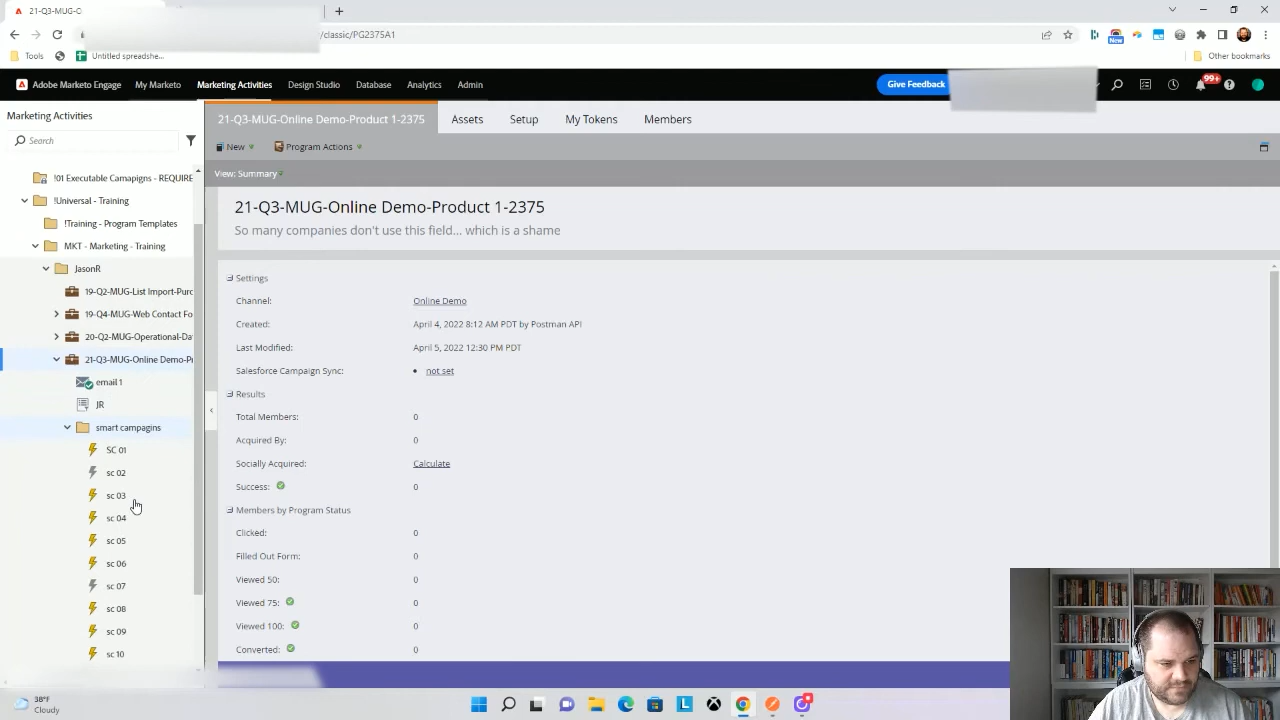 21-Q3-MUG-O
/classic/PG2375A1
New
Tools
Untitled spreadshe...
Other bookmarks
Adobe Marketo Engage
My Marketo
Marketing Activities
Design Studio
Database
Analytics
Admin
Give Feedback
99+
Marketing Activities
Search
!01 Executable Camapigns - REQUIRE
!Universal - Training
!Training - Program Templates
MKT - Marketing - Training
JasonR
19-Q2-MUG-List Import-Purc
19-Q4-MUG-Web Contact Fo
20-Q2-MUG-Operational-Da
21-Q3-MUG-Online Demo-Pr
email 1
JR
smart campagins
SC 01
sc 02
sc 03
sc 04
sc 05
sc 06
sc 07
sc 08
sc 09
sc 10
21-Q3-MUG-Online Demo-Product 1-2375
Assets
Setup
My Tokens
Members
New
Program Actions
View: Summary
21-Q3-MUG-Online Demo-Product 1-2375
So many companies don't use this field... which is a shame
Settings
Channel: Online Demo
Created: April 4, 2022 8:12 AM PDT by Postman API
Last Modified: April 5, 2022 12:30 PM PDT
Salesforce Campaign Sync: • not set
Results
Total Members: 0
Acquired By: 0
Socially Acquired: Calculate
Success: 0
Members by Program Status
Clicked: 0
Filled Out Form: 0
Viewed 50: 0
Viewed 75: 0
Viewed 100: 0
Converted: 0
38°F
Cloudy